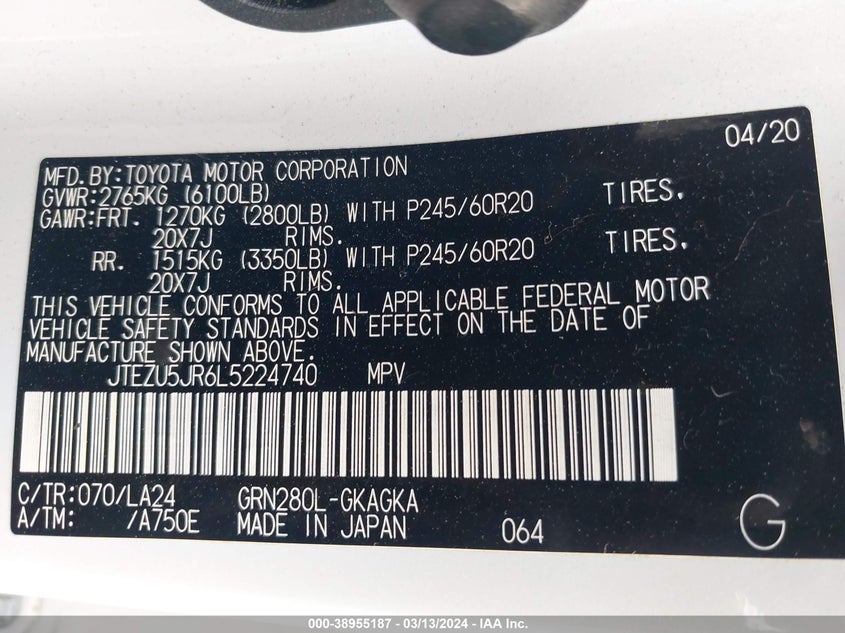 04/20
MFD.BY:TOYOTA MOTOR CORPORATION
GVWR:2765KG (6100LB)
GAWR:FRT. 1270KG (2800LB) WITH P245/60R20 TIRES.
20X7J RIMS.
RR. 1515KG (3350LB) WITH P245/60R20 TIRES.
20X7J RIMS.
THIS VEHICLE CONFORMS TO ALL APPLICABLE FEDERAL MOTOR
VEHICLE SAFETY STANDARDS IN EFFECT ON THE DATE OF
MANUFACTURE SHOWN ABOVE.
JTEZU5JR6L5224740 MPV
C/TR:070/LA24 GRN280L-GKAGKA
A/TM: /A750E MADE IN JAPAN 064 G
000-38955187 - 03/13/2024 - IAA Inc.